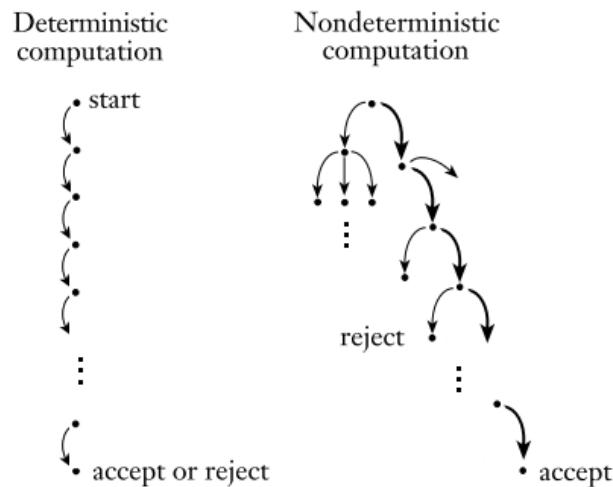 Deterministic
computation
Nondeterministic
computation
start
reject
accept or reject
accept